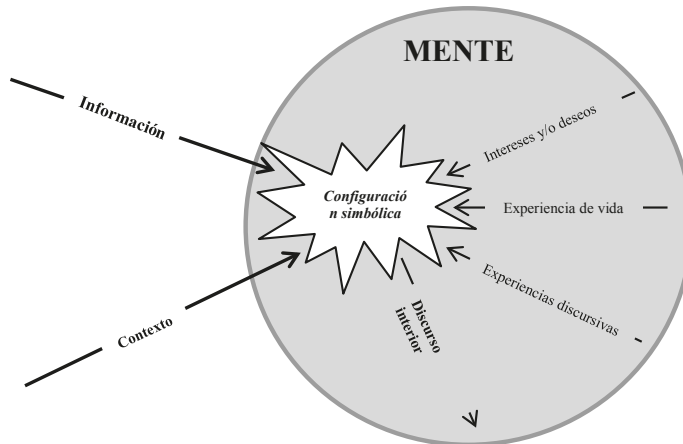 MENTE
Información
Intereses y/o deseos
Configuració
n simbólica
Experiencia de vida
Experiencias discursivas
Contexto
Discurso
interior